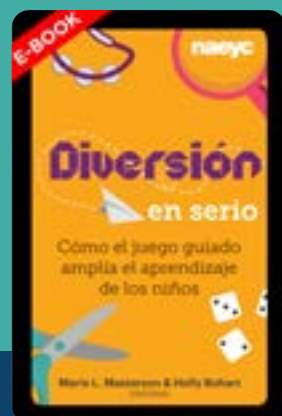 E-BOOK
naeyc
Diversión
en serio
Cómo el juego guiado
amplía el aprendizaje
de los niños
Marie L. Masterson & Holly Bohart